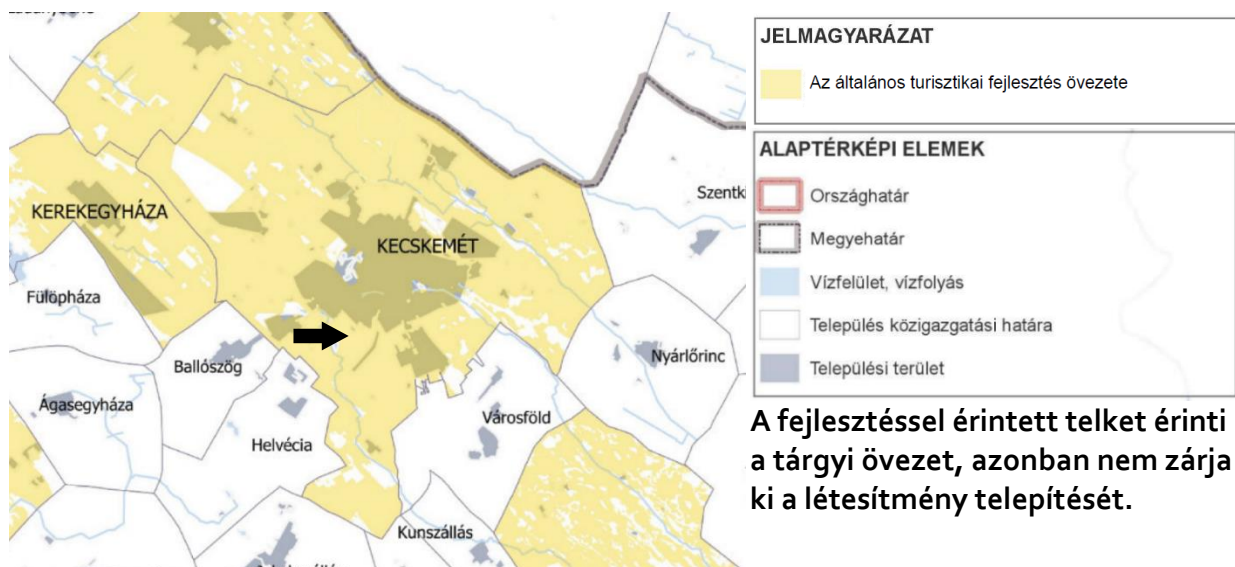 KEREKEGYHÁZA
KECSKEMÉT
Szentki
Fülöpháza
Ballószög
Nyárlőrinc
Ágasegyháza
Városföld
Helvécia
Kunszállás
JELMAGYARÁZAT
Az általános turisztikai fejlesztés övezete
ALAPTÉRKÉPI ELEMEK
Országhatár
Megyehatár
Vízfelület, vízfolyás
Település közigazgatási határa
Települési terület
A fejlesztéssel érintett telket érinti
a tárgyi övezet, azonban nem zárja
ki a létesítmény telepítését.